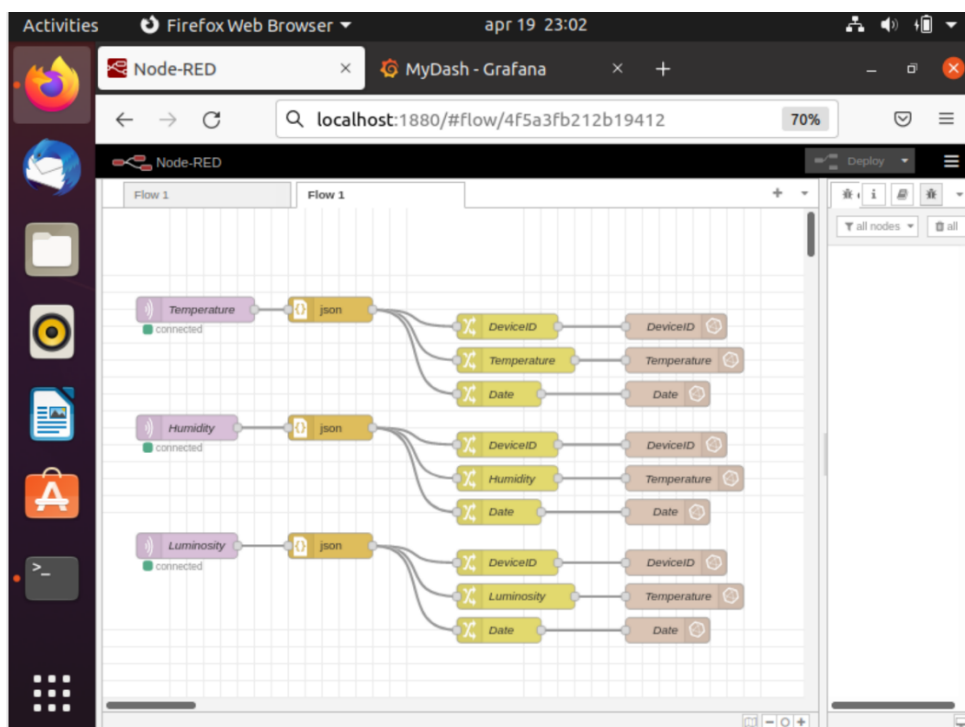 Activities Firefox Web Browser apr 19 23:02
Node-RED MyDash - Grafana
localhost:1880/#flow/4f5a3fb212b19412 70%
Node-RED Deploy
Flow 1 Flow 1
all nodes all
Temperature json
connected
DeviceID DeviceID
Temperature Temperature
Date Date
Humidity json
connected
DeviceID DeviceID
Humidity Temperature
Date Date
Luminosity json
connected
DeviceID DeviceID
Luminosity Temperature
Date Date